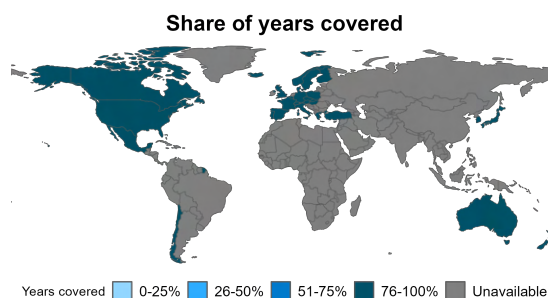 Share of years covered
Years covered 0-25% 26-50% 51-75% 76-100% Unavailable